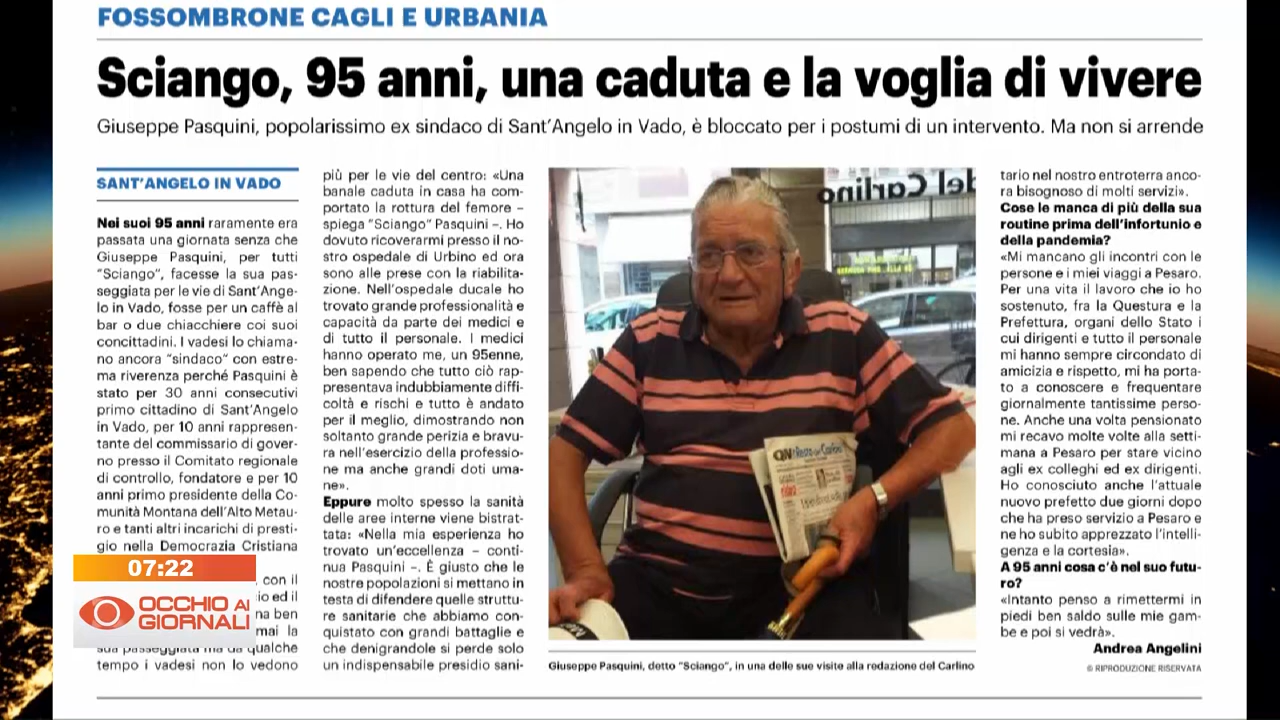 FOSSOMBRONE CAGLI E URBANIA
Sciango, 95 anni, una caduta e la voglia di vivere
Giuseppe Pasquini, popolarissimo ex sindaco di Sant'Angelo in Vado, è bloccato per i postumi di un intervento. Ma non si arrende
SANT'ANGELO IN VADO
Nei suoi 95 anni raramente era
passata una giornata senza che
Giuseppe Pasquini, per tutti
"Sciango", facesse la sua pas-
seggiata per le vie di Sant'Ange-
lo in Vado, fosse per un caffè al
bar o due chiacchiere coi suoi
concittadini. I vadesi lo chiama-
no ancora "sindaco" con estre-
ma riverenza perché Pasquini è
stato per 30 anni consecutivi
primo cittadino di Sant'Angelo
in Vado, per 10 anni rappresen-
tante del commissario di gover-
no presso il Comitato regionale
di controllo, fondatore e per 10
anni primo presidente della Co-
munità Montana dell'Alto Metau-
ro e tanti altri incarichi di presti-
gio nella Democrazia Cristiana
con il
io ed il
na ben
mai la
sua passeggiata ma da qualche
tempo i vadesi non lo vedono
07:22
OCCHIO AI
GIORNALI
più per le vie del centro: «Una
banale caduta in casa ha com-
portato la rottura del femore –
spiega "Sciango" Pasquini –. Ho
dovuto ricoverarmi presso il no-
stro ospedale di Urbino ed ora
sono alle prese con la riabilita-
zione. Nell'ospedale ducale ho
trovato grande professionalità e
capacità da parte dei medici e
di tutto il personale. I medici
hanno operato me, un 95enne,
ben sapendo che tutto ciò rap-
presentava indubbiamente diffi-
coltà e rischi e tutto è andato
per il meglio, dimostrando non
soltanto grande perizia e bravu-
ra nell'esercizio della professio-
ne ma anche grandi doti uma-
ne».
Eppure molto spesso la sanità
delle aree interne viene bistrat-
tata: «Nella mia esperienza ho
trovato un'eccellenza – conti-
nua Pasquini –. È giusto che le
nostre popolazioni si mettano in
testa di difendere quelle struttu-
re sanitarie che abbiamo con-
quistato con grandi battaglie e
che denigrandole si perde solo
un indispensabile presidio sani-
del Carlino
QN il Resto del Carlino
Giuseppe Pasquini, detto "Sciango", in una delle sue visite alla redazione del Carlino
tario nel nostro entroterra anco-
ra bisognoso di molti servizi».
Cose le manca di più della sua
routine prima dell'infortunio e
della pandemia?
«Mi mancano gli incontri con le
persone e i miei viaggi a Pesaro.
Per una vita il lavoro che io ho
sostenuto, fra la Questura e la
Prefettura, organi dello Stato i
cui dirigenti e tutto il personale
mi hanno sempre circondato di
amicizia e rispetto, mi ha porta-
to a conoscere e frequentare
giornalmente tantissime perso-
ne. Anche una volta pensionato
mi recavo molte volte alla setti-
mana a Pesaro per stare vicino
agli ex colleghi ed ex dirigenti.
Ho conosciuto anche l'attuale
nuovo prefetto due giorni dopo
che ha preso servizio a Pesaro e
ne ho subito apprezzato l'intelli-
genza e la cortesia».
A 95 anni cosa c'è nel suo futu-
ro?
«Intanto penso a rimettermi in
piedi ben saldo sulle mie gam-
be e poi si vedrà».
Andrea Angelini
© RIPRODUZIONE RISERVATA